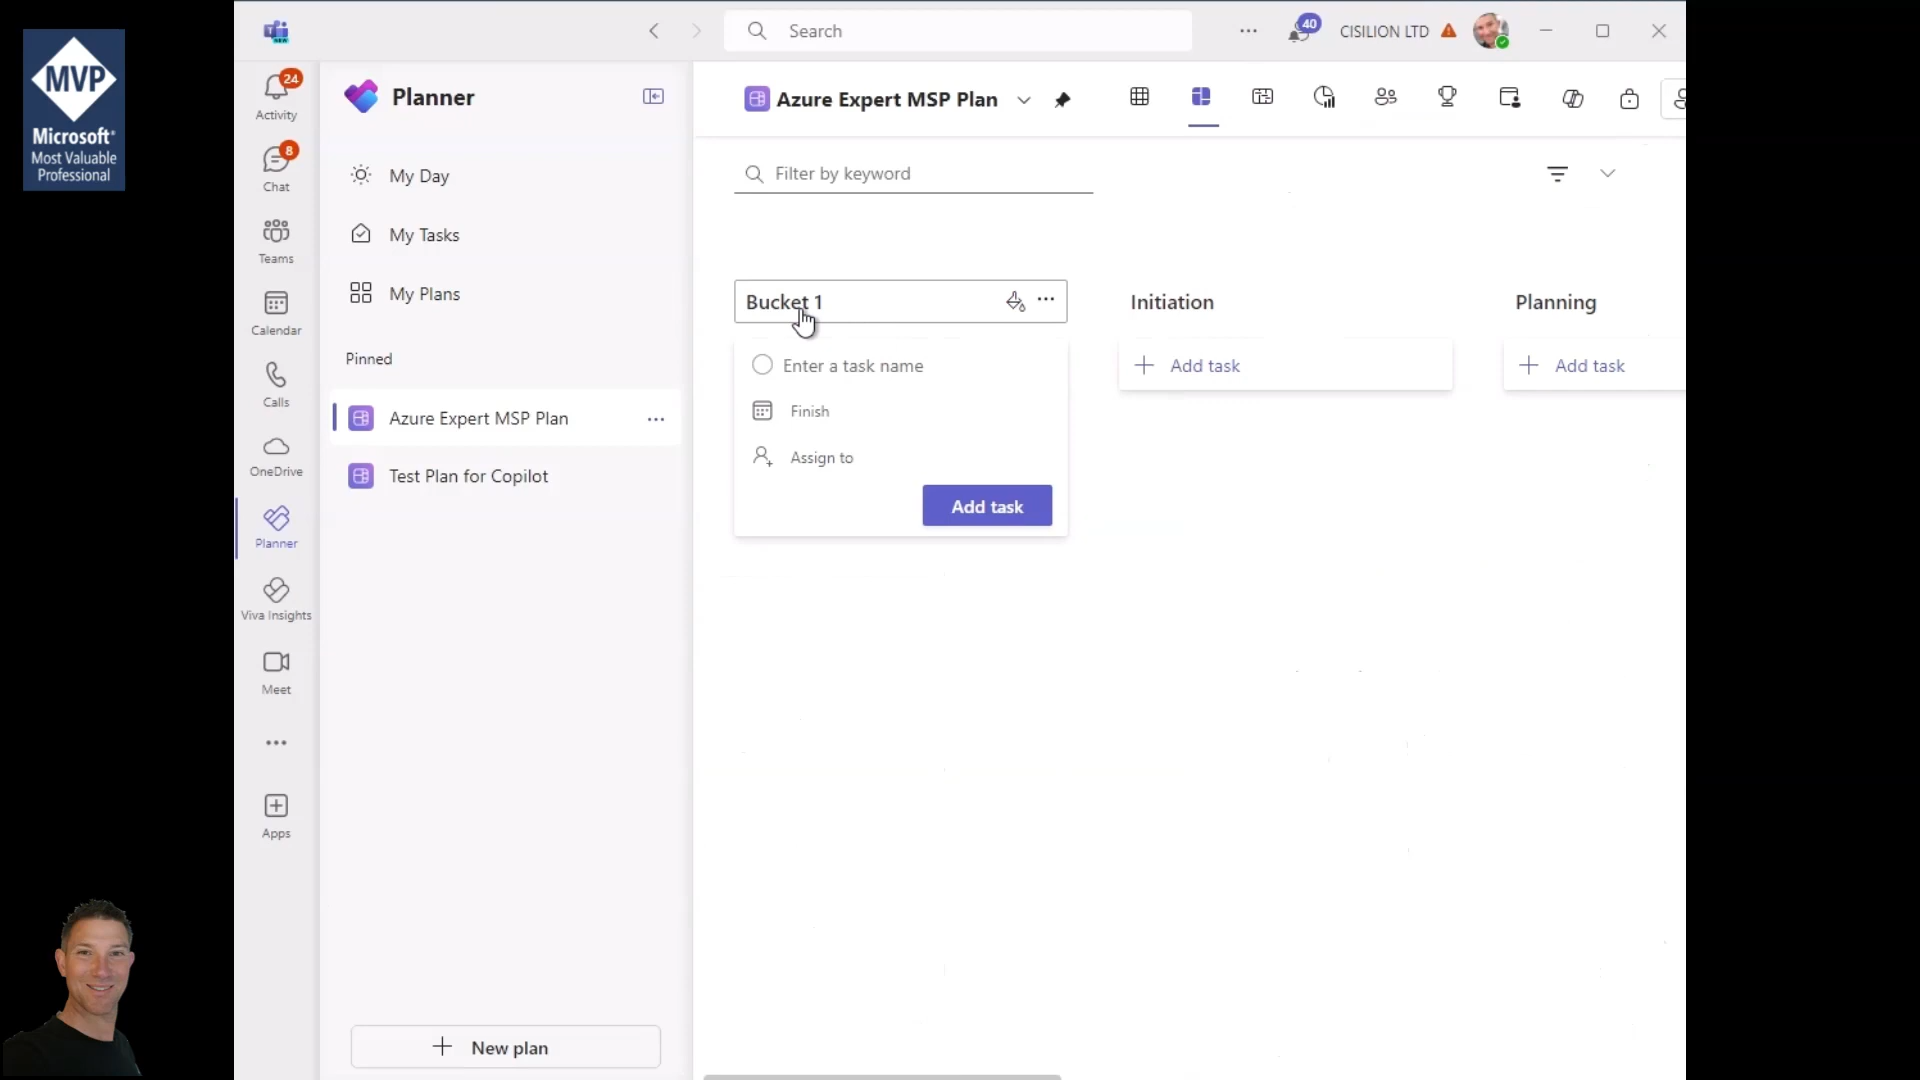 MVP
Microsoft®
Most Valuable
Professional
Search
40
CISILION LTD
24
Activity
8
Chat
Teams
Calendar
Calls
OneDrive
Planner
Viva Insights
Meet
Apps
Planner
My Day
My Tasks
My Plans
Pinned
Azure Expert MSP Plan
Test Plan for Copilot
New plan
Azure Expert MSP Plan
Filter by keyword
Bucket 1
Enter a task name
Finish
Assign to
Add task
Initiation
Add task
Planning
Add task